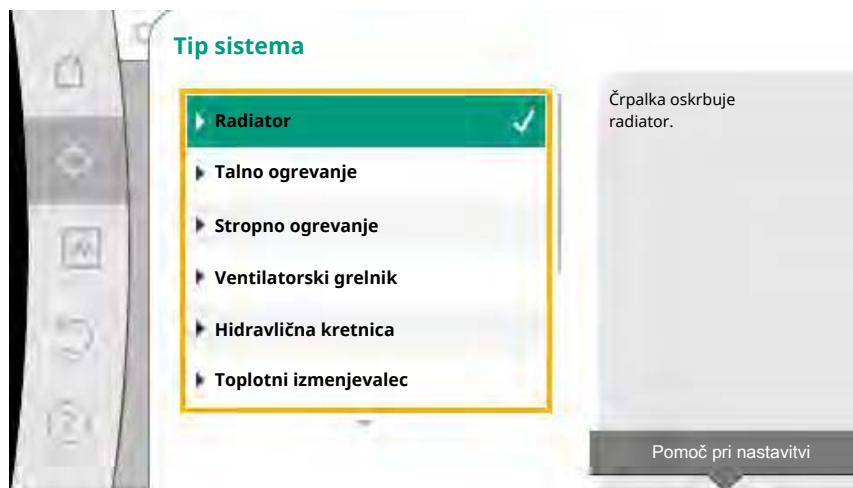 Tip sistema
Radiator
Talno ogrevanje
Stropno ogrevanje
Ventilatorski grelnik
Hidravlična kretnica
Toplotni izmenjevalec
Črpalka oskrbuje
radiator.
Pomoč pri nastavitvi